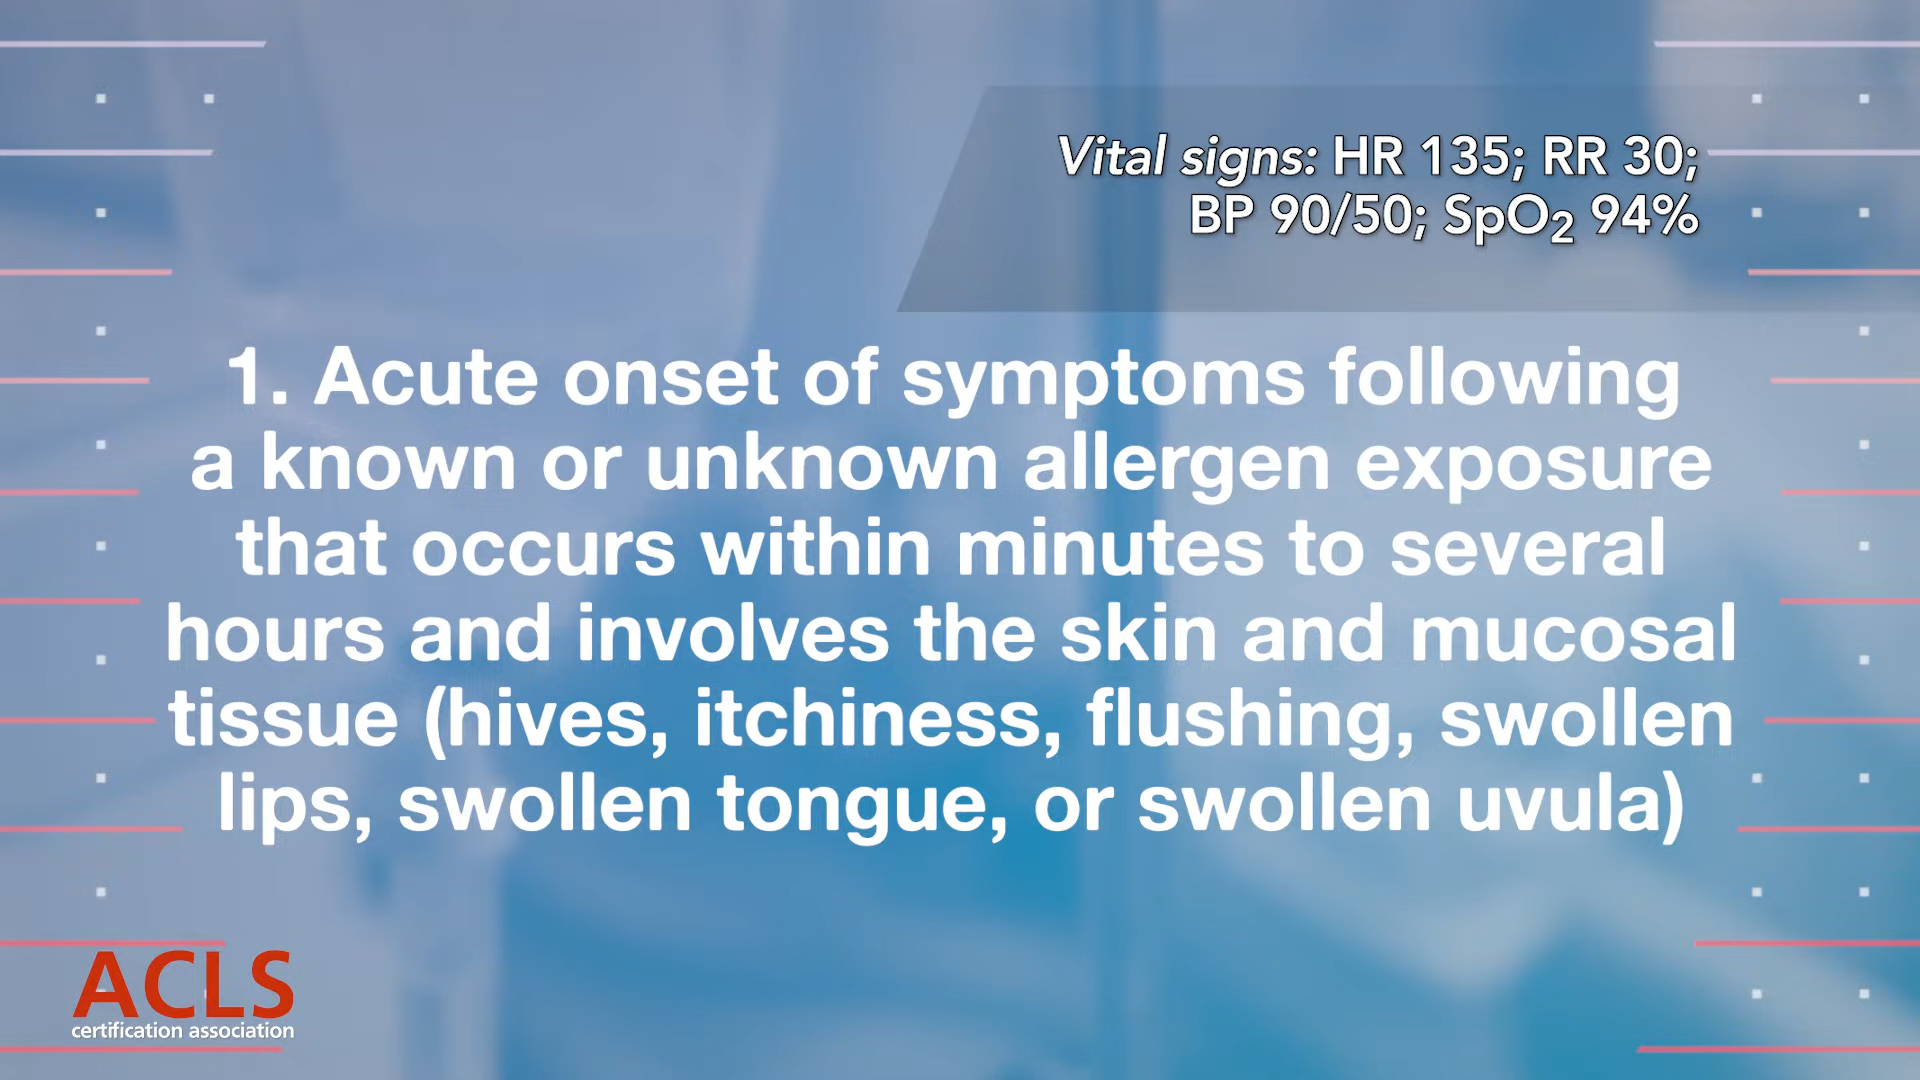 Vital signs: HR 135; RR 30;
BP 90/50; SpO₂ 94%
1. Acute onset of symptoms following
a known or unknown allergen exposure
that occurs within minutes to several
hours and involves the skin and mucosal
tissue (hives, itchiness, flushing, swollen
lips, swollen tongue, or swollen uvula)
ACLS
certification association